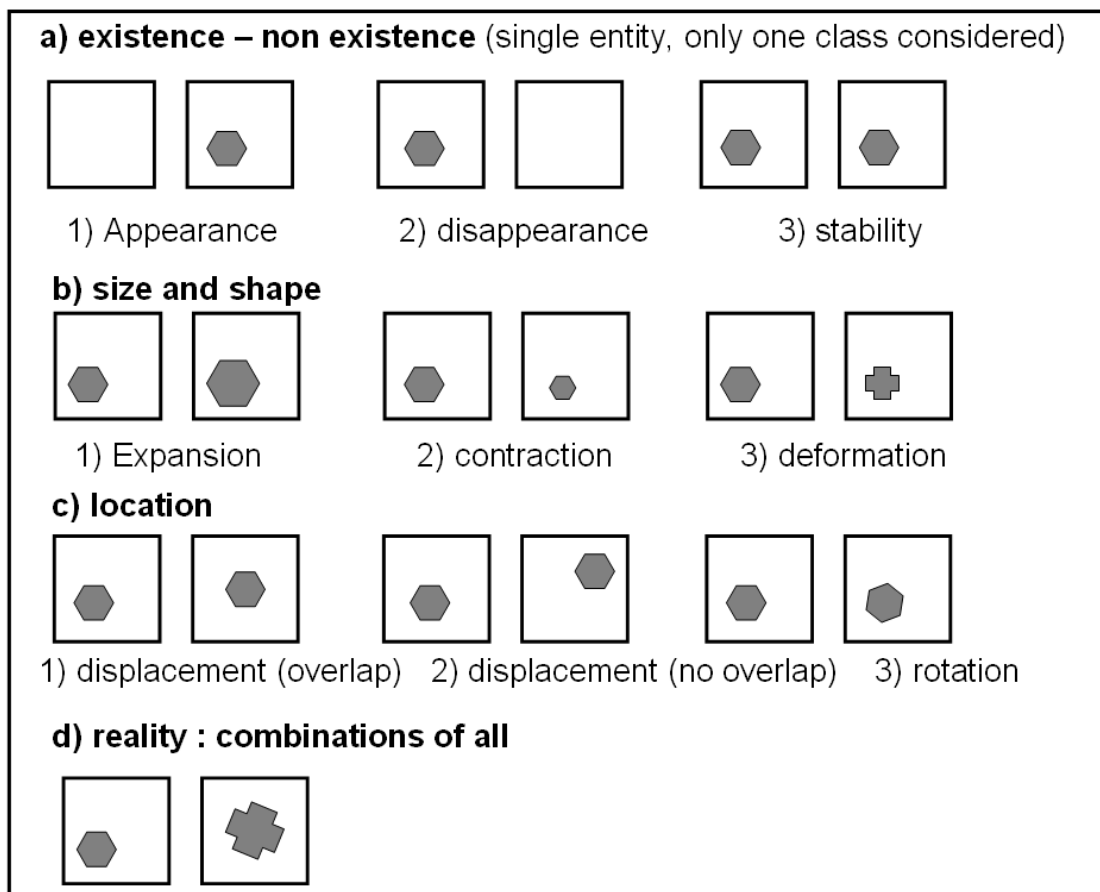 a) existence – non existence (single entity, only one class considered)
1) Appearance 2) disappearance 3) stability
b) size and shape
1) Expansion 2) contraction 3) deformation
c) location
1) displacement (overlap) 2) displacement (no overlap) 3) rotation
d) reality : combinations of all